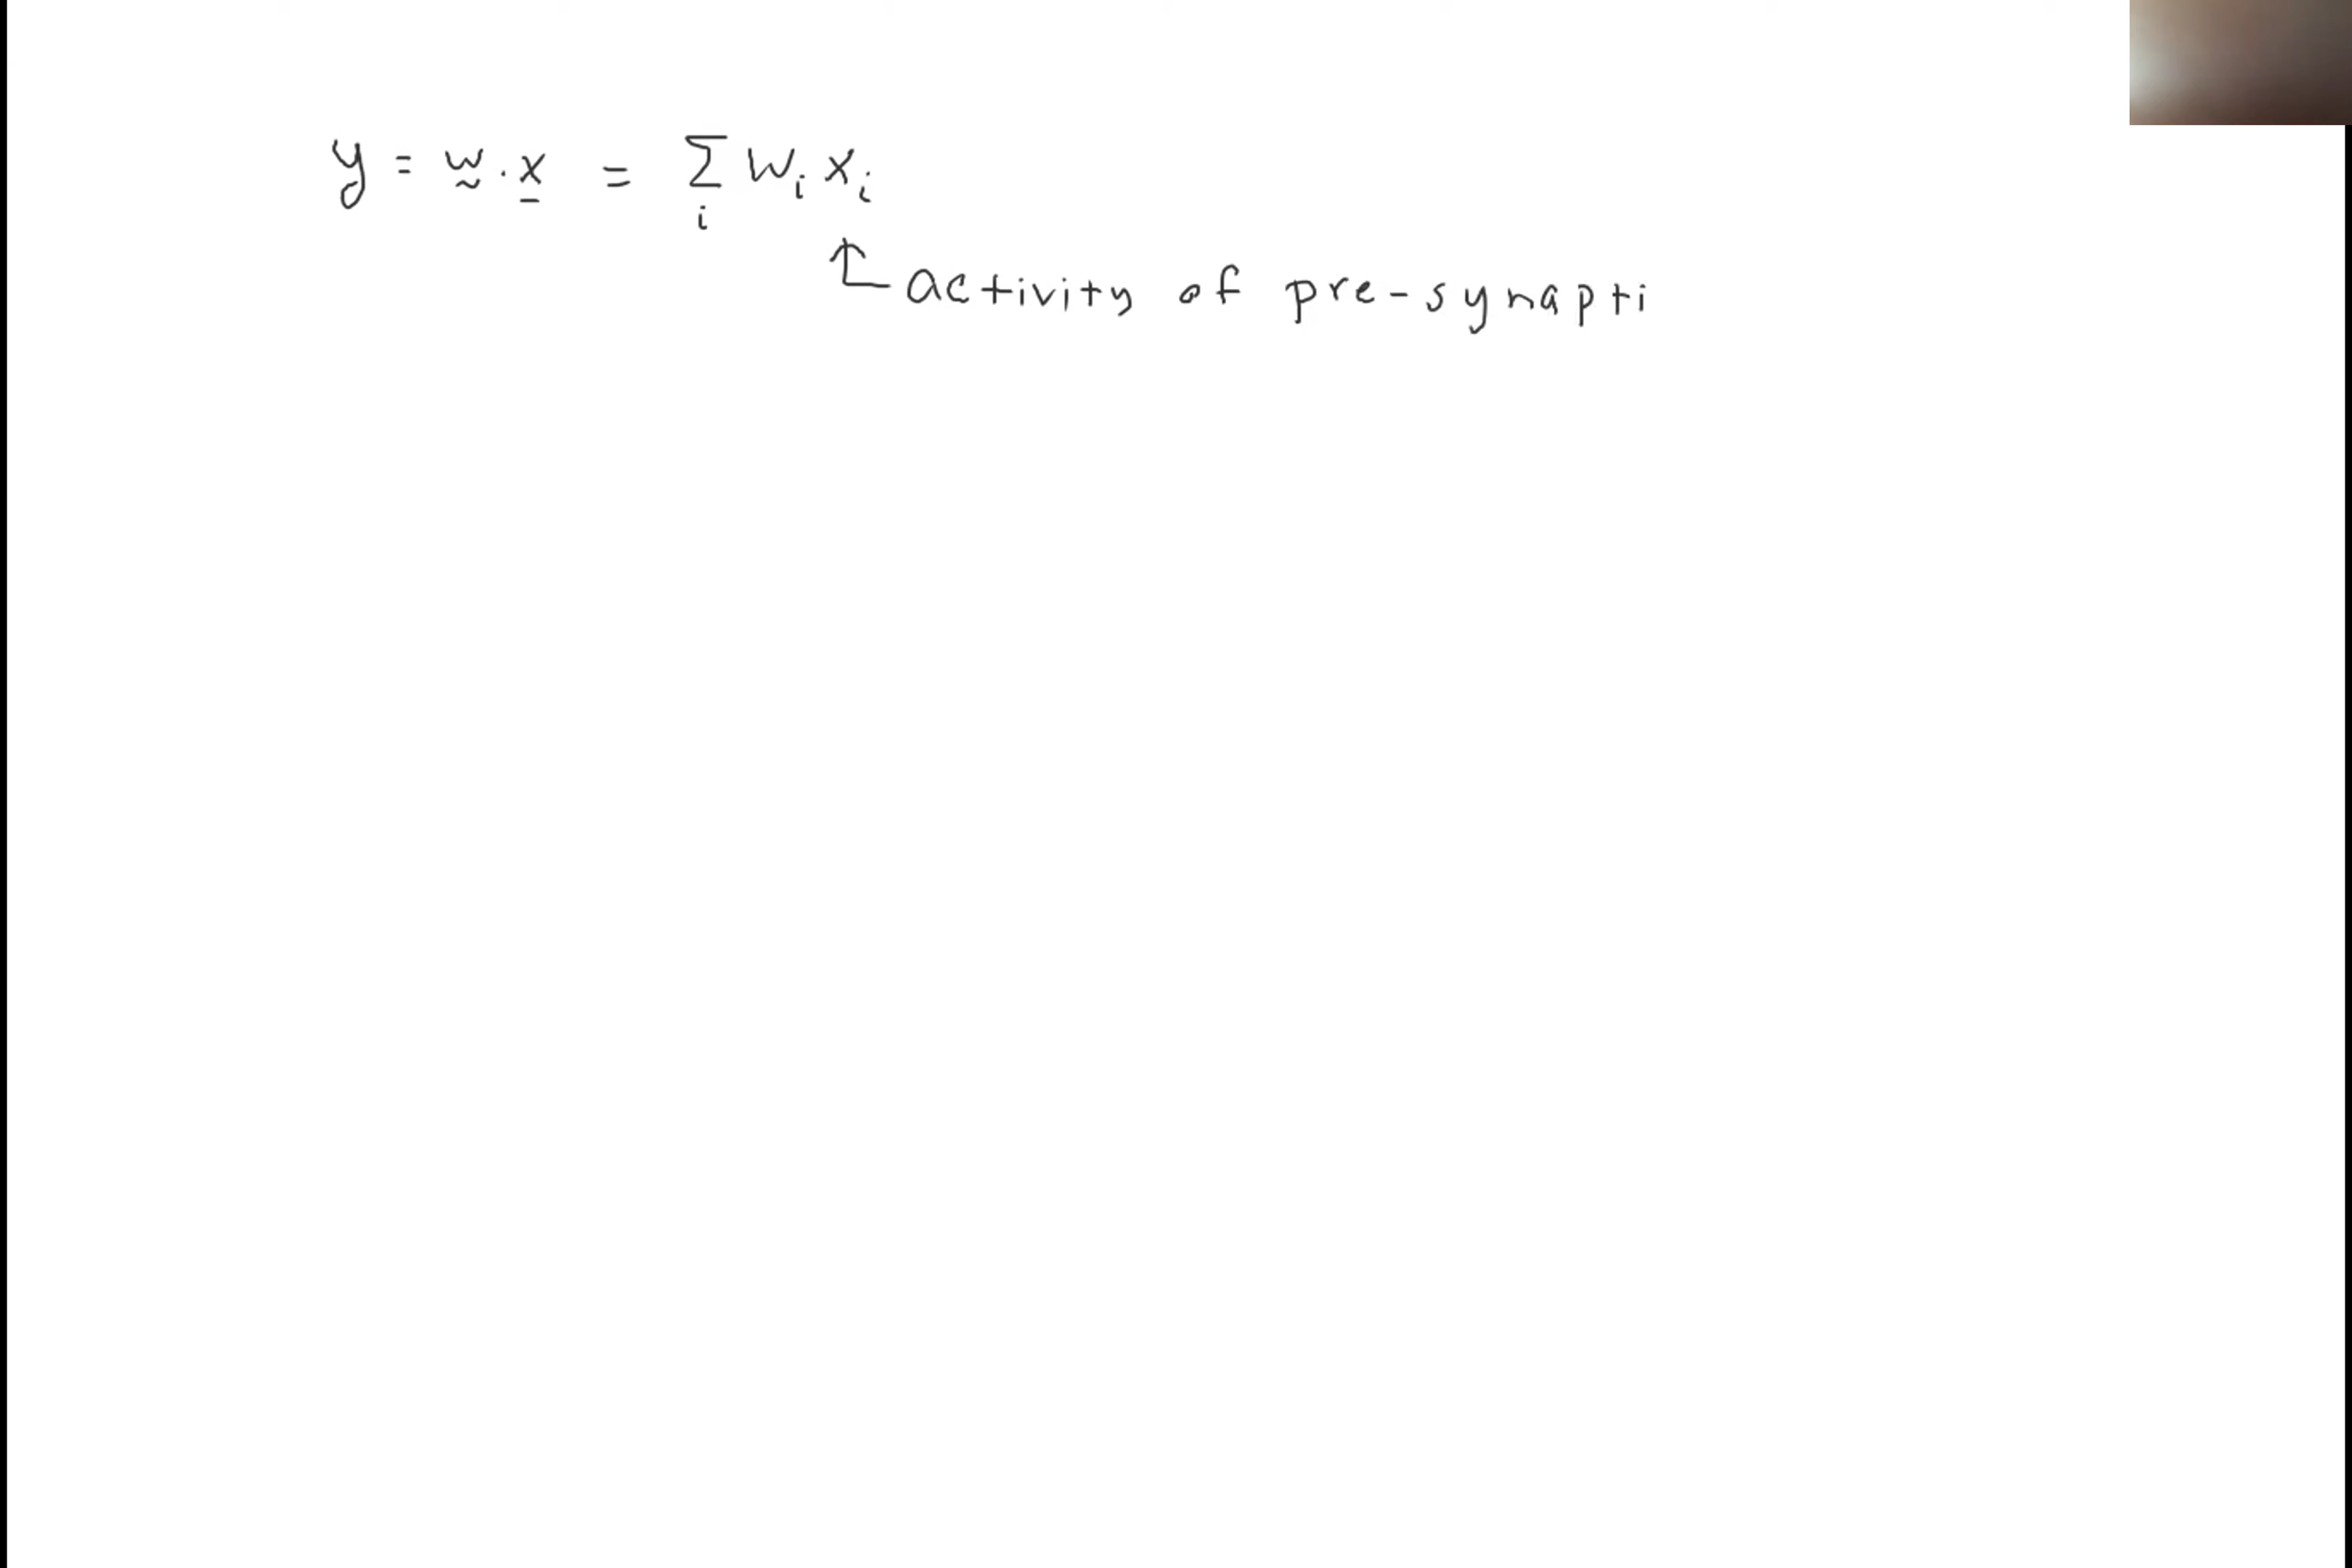 y = w · x = Σ_i w_i x_i
↑ activity of pre-synapti